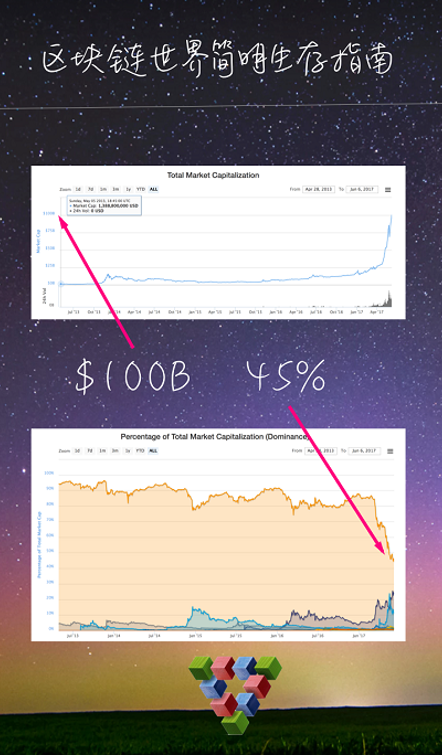 区块链世界简明生存指南
Total Market Capitalization
Zoom 1d 7d 1m 3m 1y YTD ALL From Apr 28, 2013 To Jun 6, 2017
Sunday, May 05 2013, 18:45:00 UTC
Market Cap: 1,388,800,000 USD
24h Vol: 0 USD
$100B
$75B
$50B
$25B
Market Cap
24h Vol
Jul '13 Oct '13 Jan '14 Apr '14 Jul '14 Oct '14 Jan '15 Apr '15 Jul '15 Oct '15 Jan '16 Apr '16 Jul '16 Oct '16 Jan '17 Apr '17
$100B 45%
Percentage of Total Market Capitalization (Dominance)
Zoom 1d 7d 1m 3m 1y YTD ALL From To Jun 6, 2017
Percentage of Total Market Cap
100%
90%
80%
70%
60%
50%
40%
30%
20%
10%
0%
Jul '13 Jan '14 Jul '14 Jan '15 Jul '15 Jan '16 Jul '16 Jan '17